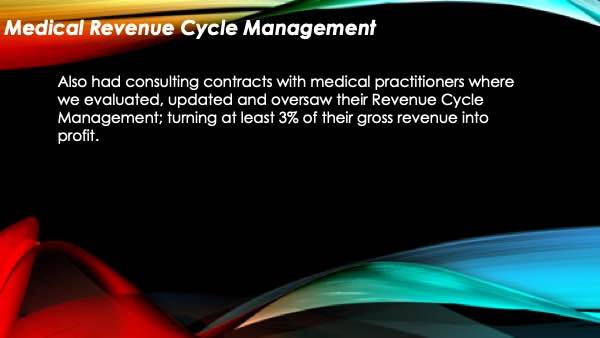 Medical Revenue Cycle Management
Also had consulting contracts with medical practitioners where
we evaluated, updated and oversaw their Revenue Cycle
Management; turning at least 3% of their gross revenue into
profit.